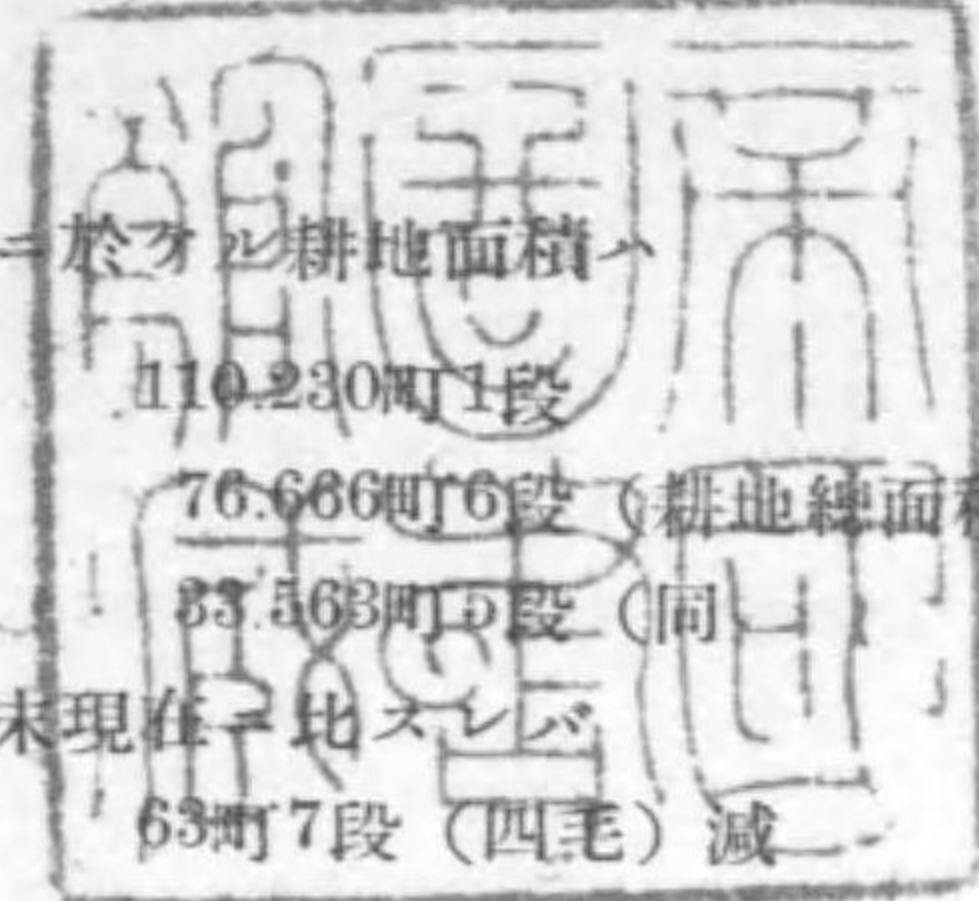 ニ於ケル耕地面積ハ
110.230町1段
76.666町6段（耕地總面積
33.563町5段（同
末現在ニ比スレバ
63町7段（四毛）減